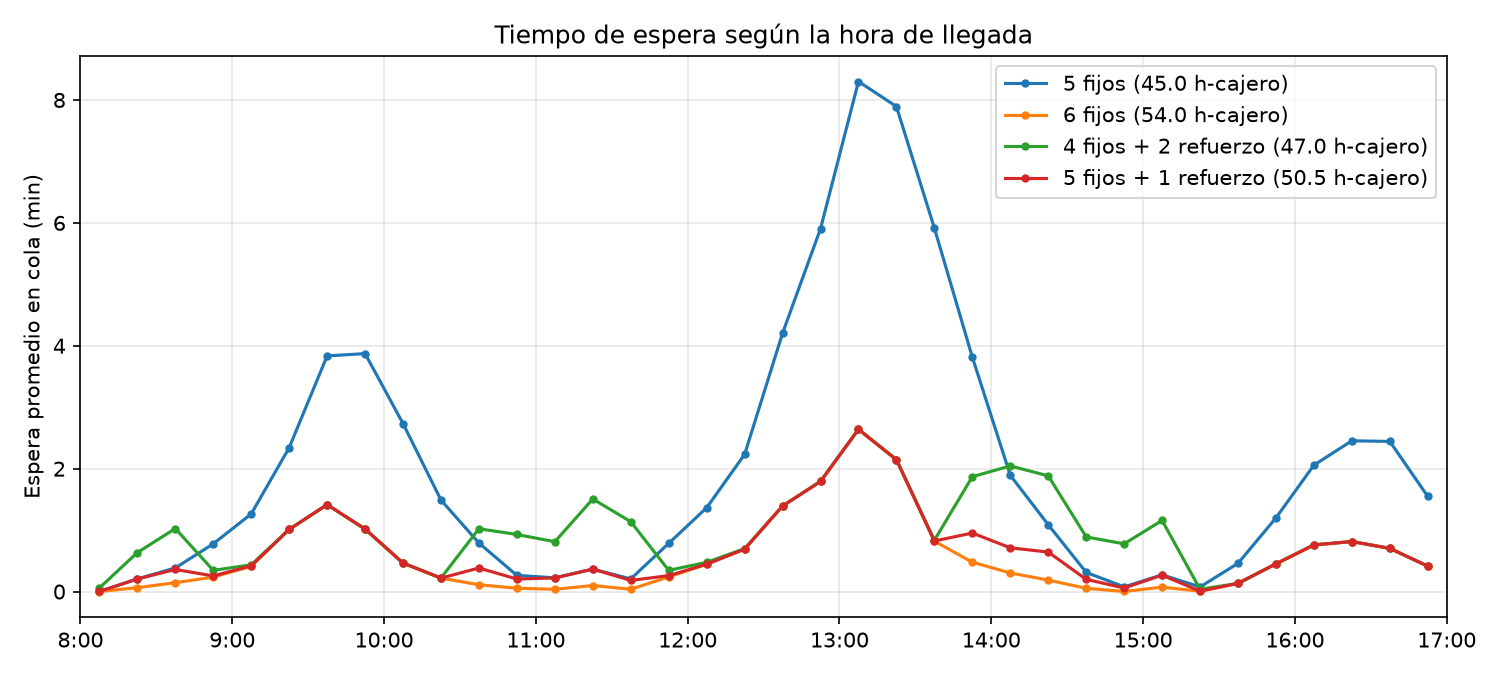 Tiempo de espera según la hora de llegada
Espera promedio en cola (min)
8
6
4
2
0
5 fijos (45.0 h-cajero)
6 fijos (54.0 h-cajero)
4 fijos + 2 refuerzo (47.0 h-cajero)
5 fijos + 1 refuerzo (50.5 h-cajero)
8:00 9:00 10:00 11:00 12:00 13:00 14:00 15:00 16:00 17:00